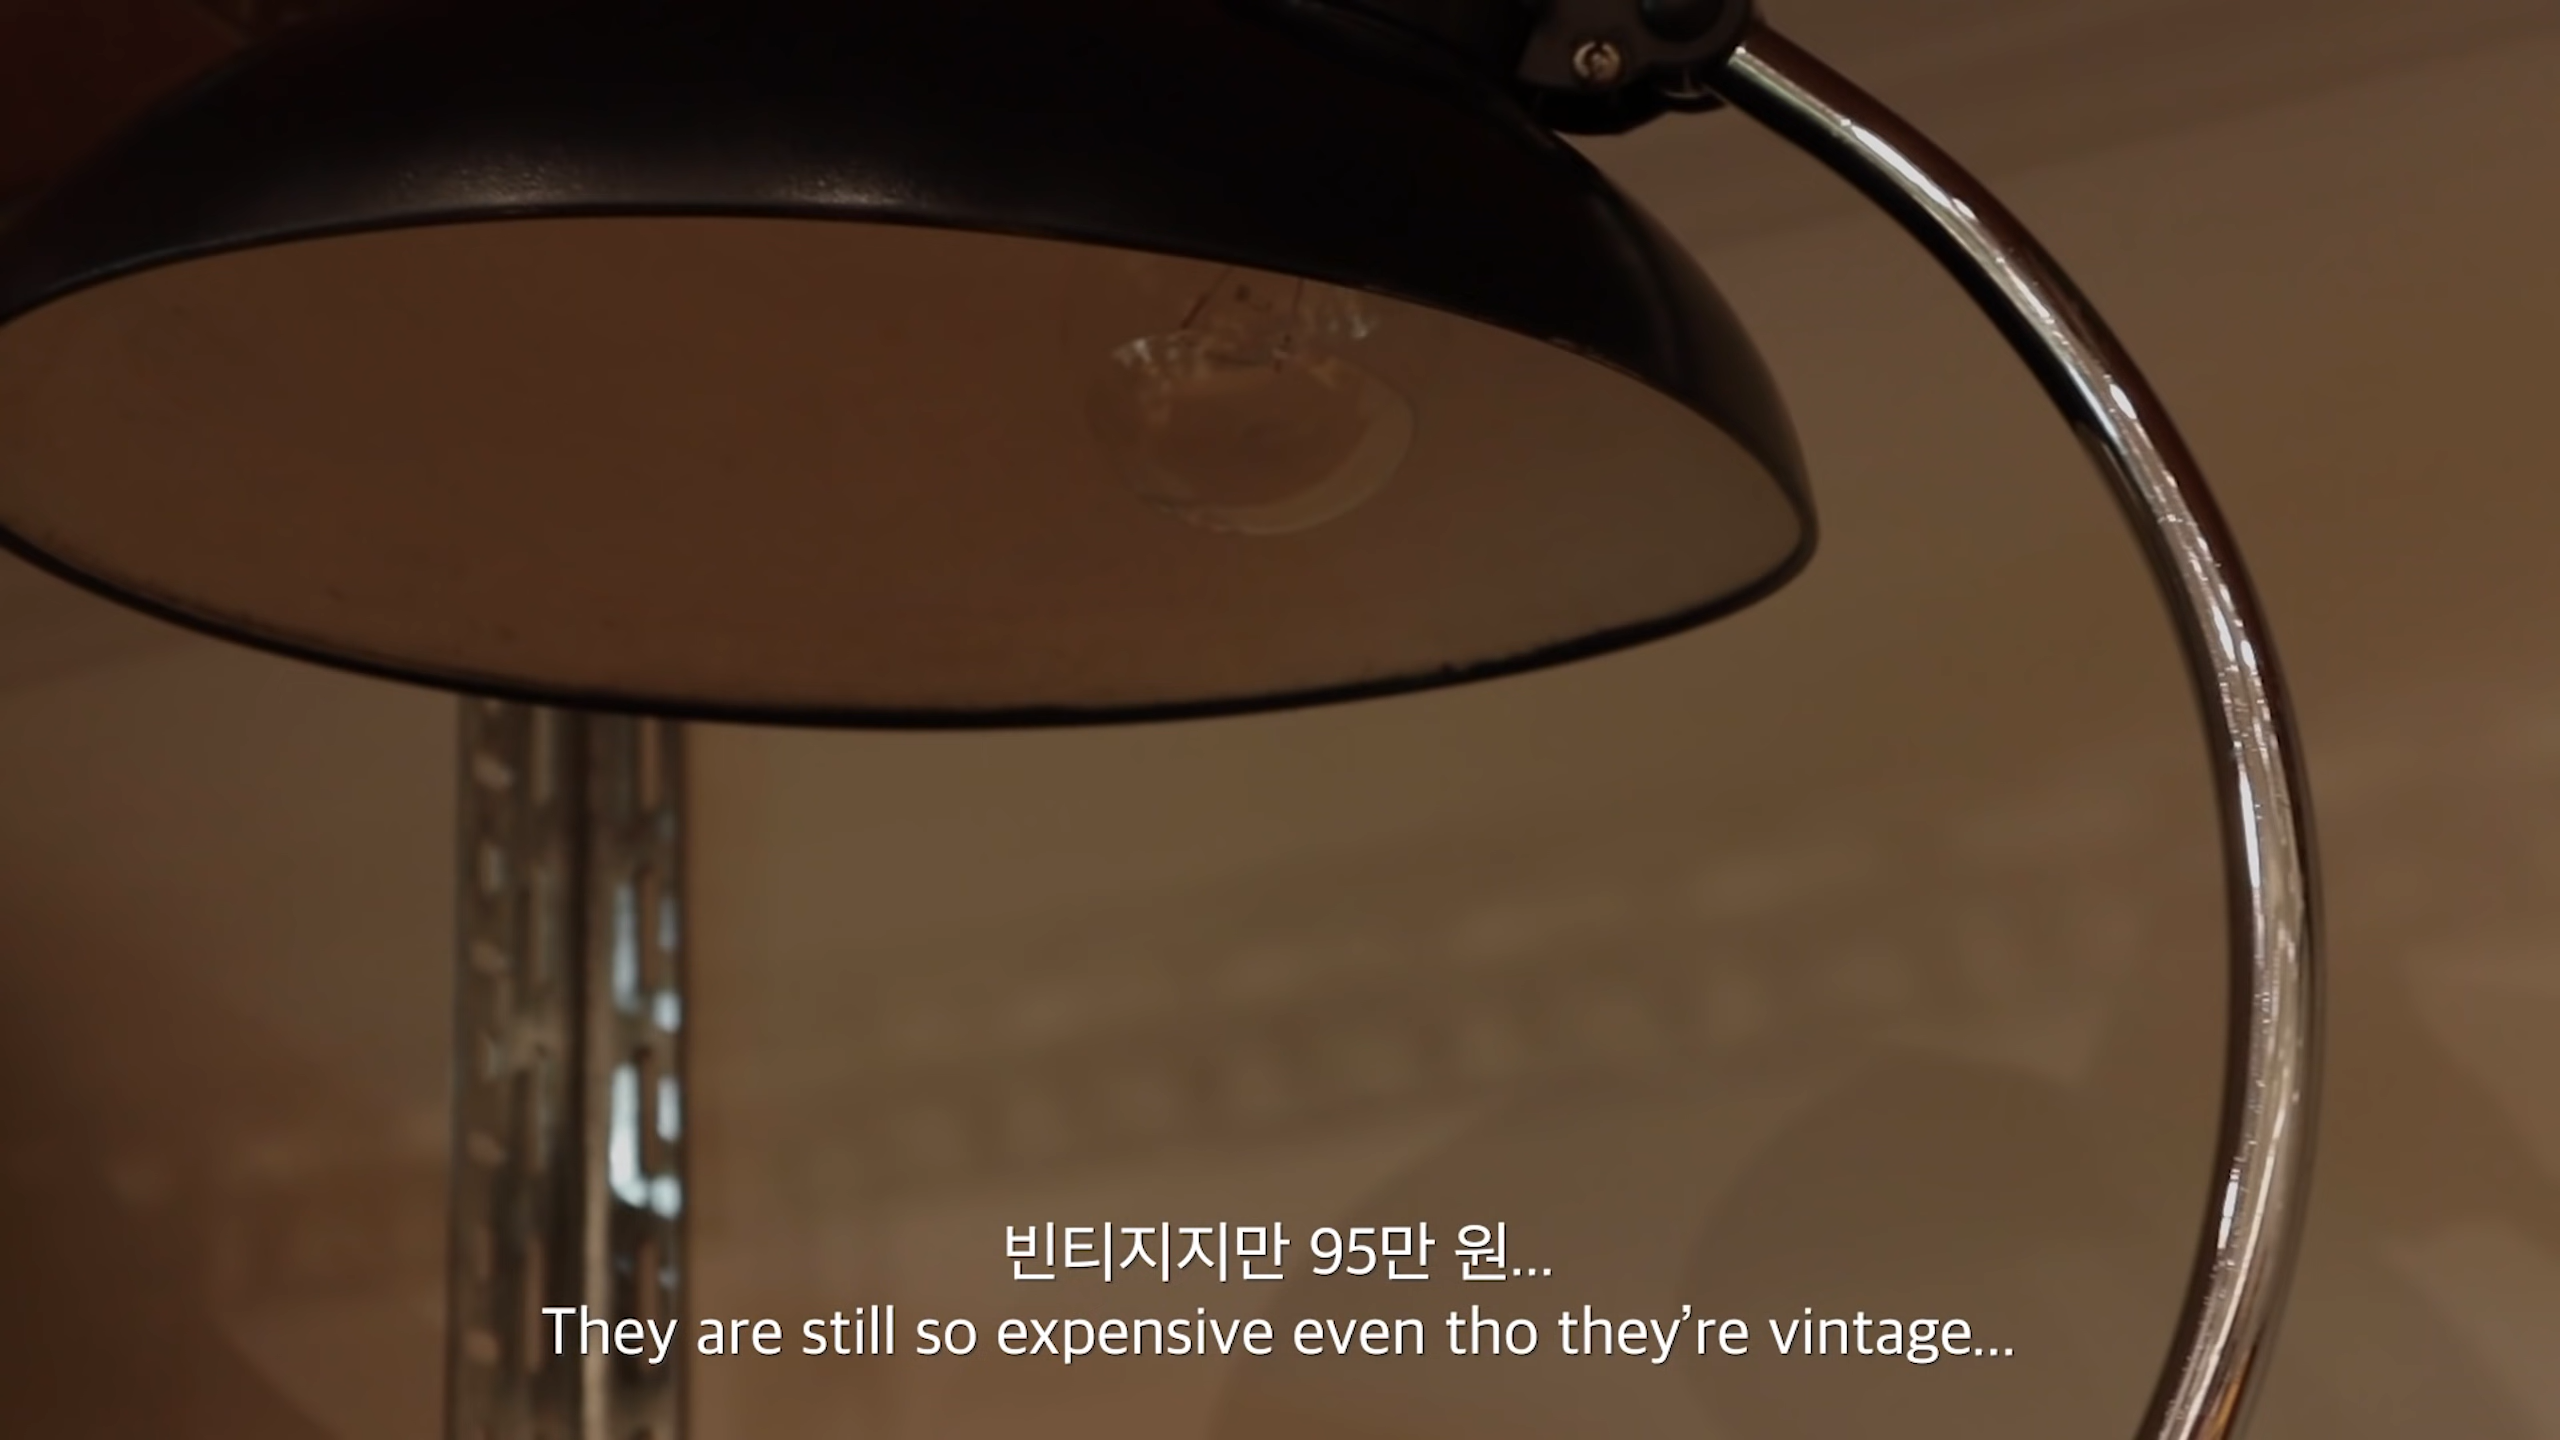 빈티지지만 95만 원...
They are still so expensive even tho they’re vintage...